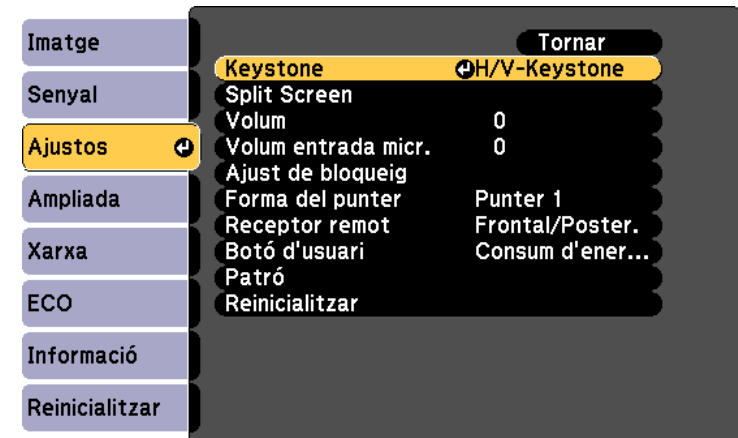 Imatge
Senyal
Ajustos
Ampliada
Xarxa
ECO
Informació
Reinicialitzar
Tornar
Keystone H/V-Keystone
Split Screen
Volum 0
Volum entrada micr. 0
Ajust de bloqueig
Forma del punter Punter 1
Receptor remot Frontal/Poster.
Botó d'usuari Consum d'ener...
Patró
Reinicialitzar